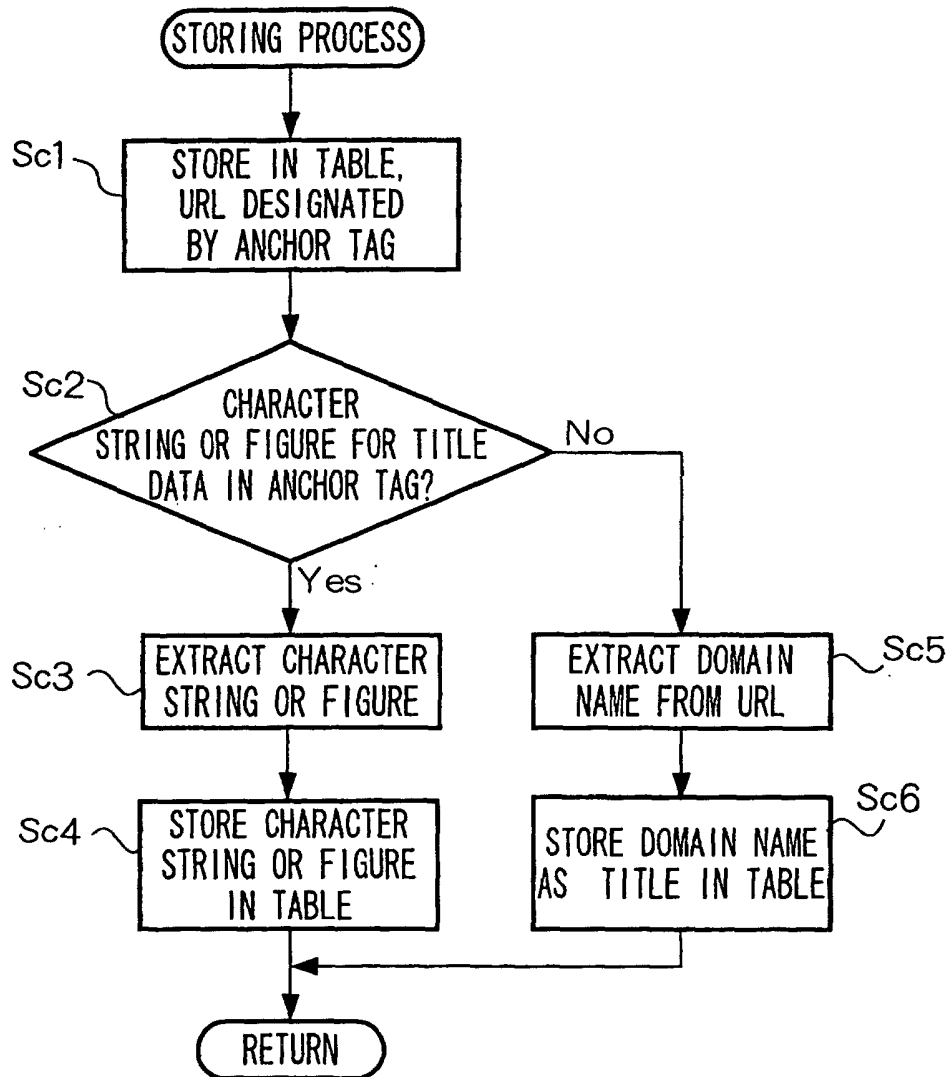 STORING PROCESS
Sc1
STORE IN TABLE,
URL DESIGNATED
BY ANCHOR TAG
Sc2
CHARACTER
STRING OR FIGURE FOR TITLE
DATA IN ANCHOR TAG?
No
Yes
Sc3
EXTRACT CHARACTER
STRING OR FIGURE
EXTRACT DOMAIN
NAME FROM URL
Sc5
Sc4
STORE CHARACTER
STRING OR FIGURE
IN TABLE
STORE DOMAIN NAME
AS TITLE IN TABLE
Sc6
RETURN